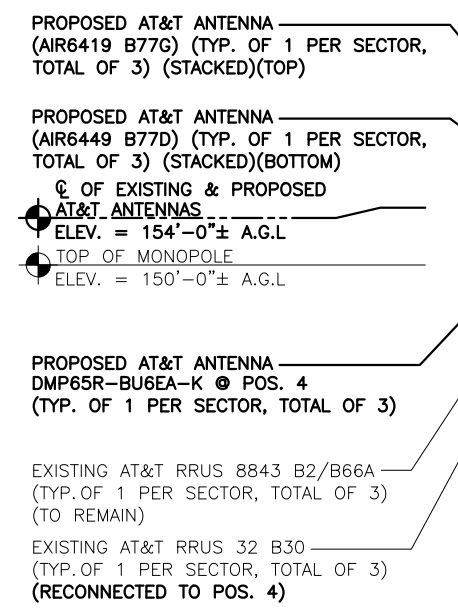 PROPOSED AT&T ANTENNA
(AIR6419 B77G) (TYP. OF 1 PER SECTOR,
TOTAL OF 3) (STACKED)(TOP)
PROPOSED AT&T ANTENNA
(AIR6449 B77D) (TYP. OF 1 PER SECTOR,
TOTAL OF 3) (STACKED)(BOTTOM)
℄ OF EXISTING & PROPOSED
AT&T ANTENNAS
ELEV. = 154'-0"± A.G.L
TOP OF MONOPOLE
ELEV. = 150'-0"± A.G.L
PROPOSED AT&T ANTENNA
DMP65R-BU6EA-K @ POS. 4
(TYP. OF 1 PER SECTOR, TOTAL OF 3)
EXISTING AT&T RRUS 8843 B2/B66A
(TYP.OF 1 PER SECTOR, TOTAL OF 3)
(TO REMAIN)
EXISTING AT&T RRUS 32 B30
(TYP.OF 1 PER SECTOR, TOTAL OF 3)
(RECONNECTED TO POS. 4)